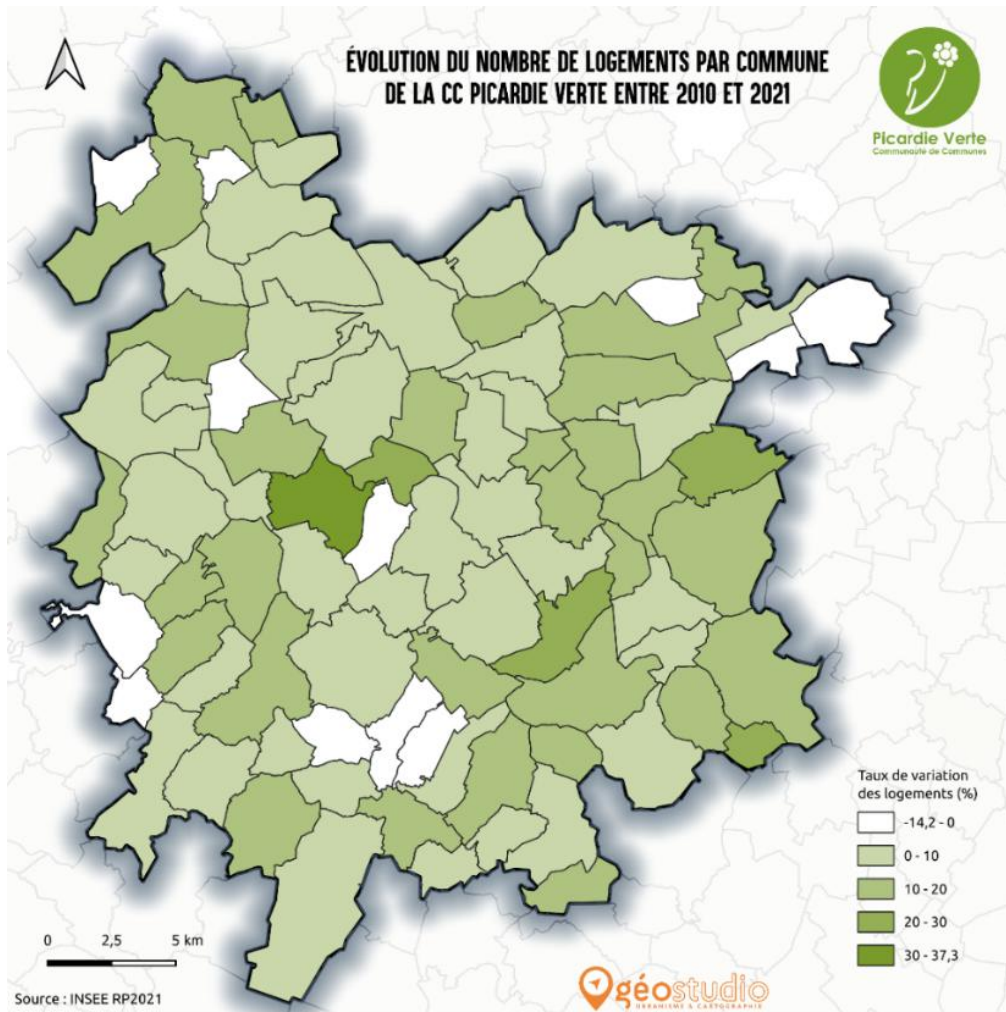 ÉVOLUTION DU NOMBRE DE LOGEMENTS PAR COMMUNE
DE LA CC PICARDIE VERTE ENTRE 2010 ET 2021
Picardie Verte
Communauté de Communes
Taux de variation
des logements (%)
-14,2 - 0
0 - 10
10 - 20
20 - 30
30 - 37,3
0 2,5 5 km
Source : INSEE RP2021
géostudio
URBANISME & CARTOGRAPHIE